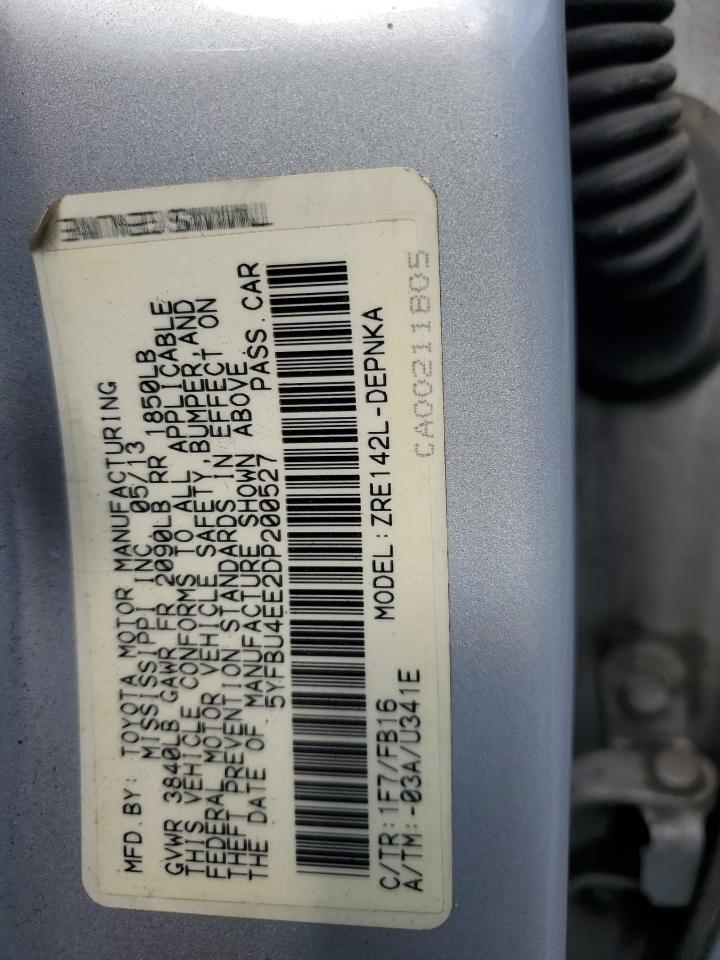 MFD.BY: TOYOTA MOTOR MANUFACTURING
MISSISSIPPI INC. 05/13
GVWR 3840LB GAWR FR 2090LB RR 1850LB
THIS VEHICLE CONFORMS TO ALL APPLICABLE
FEDERAL MOTOR VEHICLE SAFETY,BUMPER,AND
THEFT PREVENTION STANDARDS IN EFFECT ON
THE DATE OF MANUFACTURE SHOWN ABOVE.
5YFBU4EE2DP200527 PASS.CAR
MODEL:ZRE142L-DEPNKA
C/TR:1F7/FB16
A/TM:-03A/U341E
CA00211B05